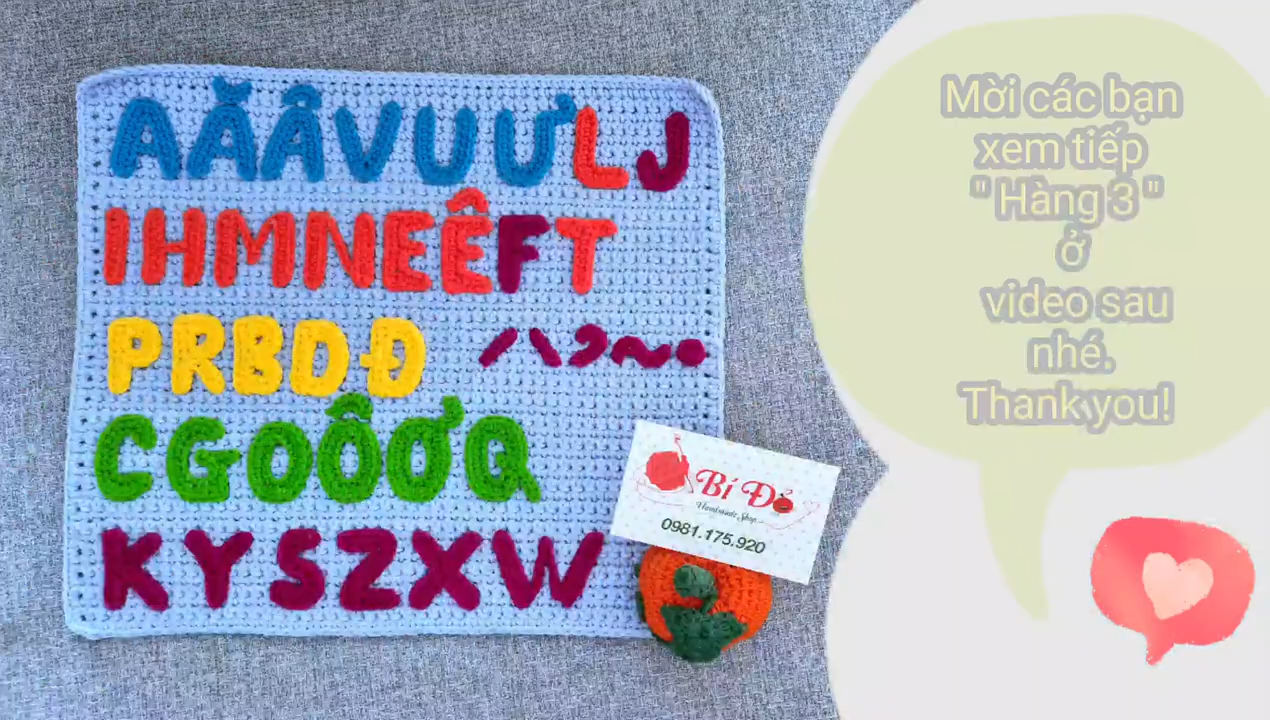 AĂÂVUƯLJ
IHMNEÊFT
PRBDĐ
CGOÔƠQ
KYSZXW
Bí Đỏ
Handmade Shop
0981.175.920
Mời các bạn
xem tiếp
" Hàng 3 "
ở
video sau
nhé.
Thank you!